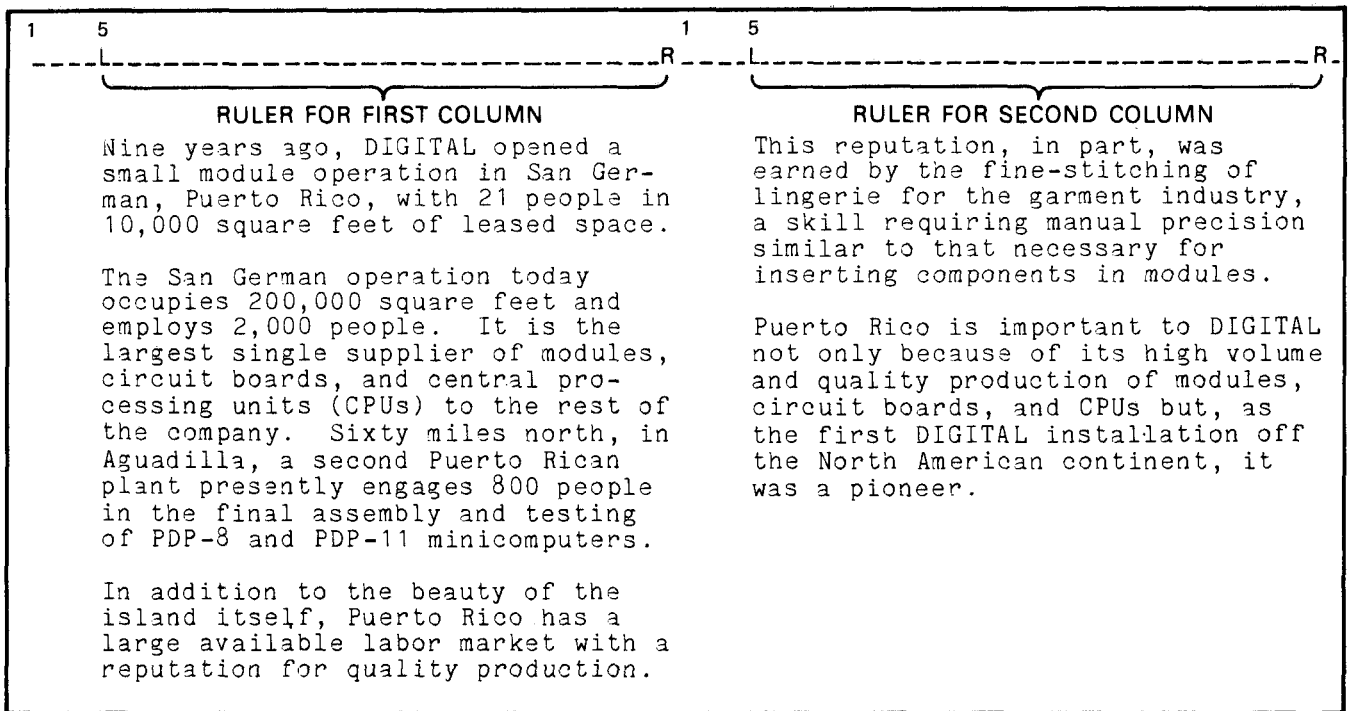 1 5 1 5
----L-------------------------------R----L-------------------------------R-
RULER FOR FIRST COLUMN
Nine years ago, DIGITAL opened a
small module operation in San Ger-
man, Puerto Rico, with 21 people in
10,000 square feet of leased space.
The San German operation today
occupies 200,000 square feet and
employs 2,000 people.  It is the
largest single supplier of modules,
circuit boards, and central pro-
cessing units (CPUs) to the rest of
the company.  Sixty miles north, in
Aguadilla, a second Puerto Rican
plant presently engages 800 people
in the final assembly and testing
of PDP-8 and PDP-11 minicomputers.
In addition to the beauty of the
island itself, Puerto Rico has a
large available labor market with a
reputation for quality production.
RULER FOR SECOND COLUMN
This reputation, in part, was
earned by the fine-stitching of
lingerie for the garment industry,
a skill requiring manual precision
similar to that necessary for
inserting components in modules.
Puerto Rico is important to DIGITAL
not only because of its high volume
and quality production of modules,
circuit boards, and CPUs but, as
the first DIGITAL installation off
the North American continent, it
was a pioneer.